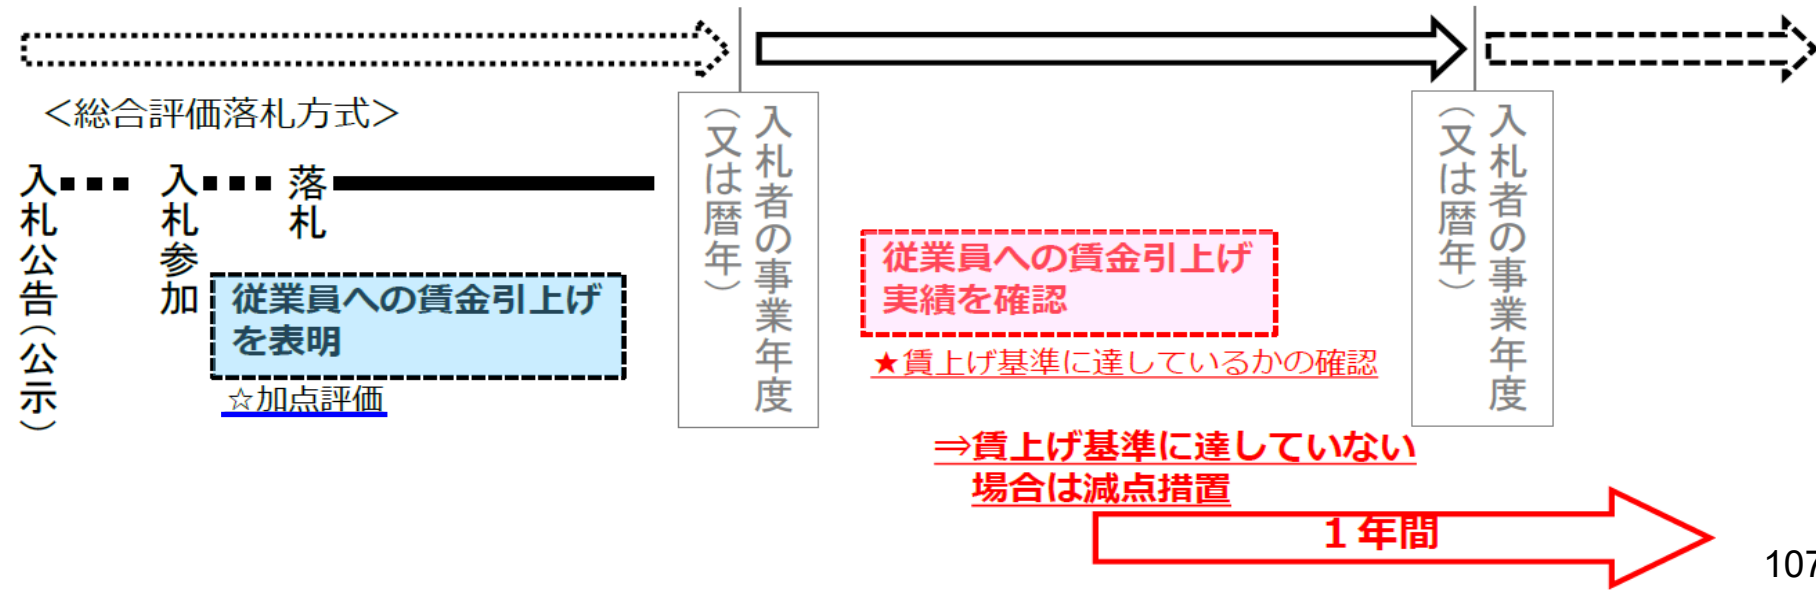 ＜総合評価落札方式＞
入札公告（公示）
入札参加
落札
従業員への賃金引上げ
を表明
☆加点評価
入札者の事業年度
（又は暦年）
従業員への賃金引上げ
実績を確認
★賃上げ基準に達しているかの確認
⇒賃上げ基準に達していない
場合は減点措置
１年間
入札者の事業年度
（又は暦年）
107